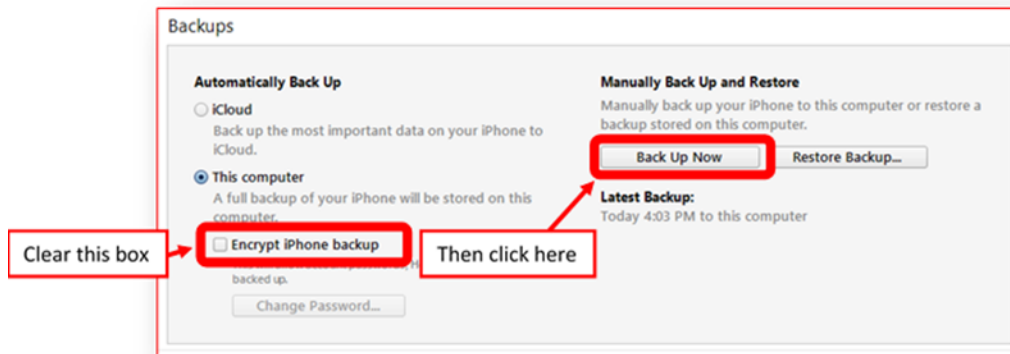 Backups
Automatically Back Up
iCloud
Back up the most important data on your iPhone to
iCloud.
This computer
A full backup of your iPhone will be stored on this
computer.
Encrypt iPhone backup
backed up.
Change Password...
Manually Back Up and Restore
Manually back up your iPhone to this computer or restore a
backup stored on this computer.
Back Up Now
Restore Backup...
Latest Backup:
Today 4:03 PM to this computer
Clear this box
Then click here